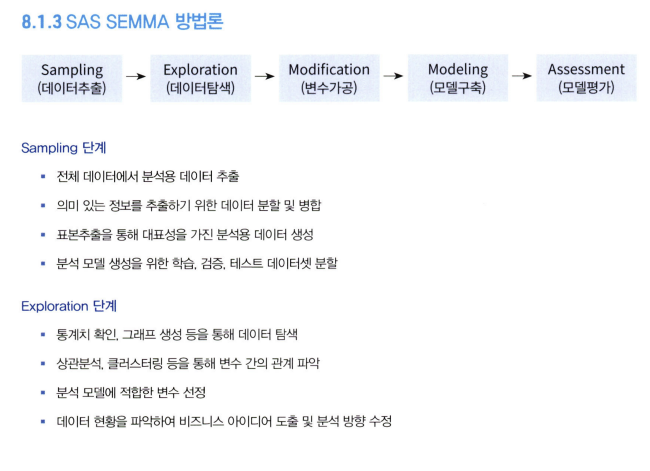 8.1.3 SAS SEMMA 방법론
Sampling
(데이터추출)
Exploration
(데이터탐색)
Modification
(변수가공)
Modeling
(모델구축)
Assessment
(모델평가)
Sampling 단계
전체 데이터에서 분석용 데이터 추출
의미 있는 정보를 추출하기 위한 데이터 분할 및 병합
표본추출을 통해 대표성을 가진 분석용 데이터 생성
분석 모델 생성을 위한 학습, 검증, 테스트 데이터셋 분할
Exploration 단계
통계치 확인, 그래프 생성 등을 통해 데이터 탐색
상관분석, 클러스터링 등을 통해 변수 간의 관계 파악
분석 모델에 적합한 변수 선정
데이터 현황을 파악하여 비즈니스 아이디어 도출 및 분석 방향 수정